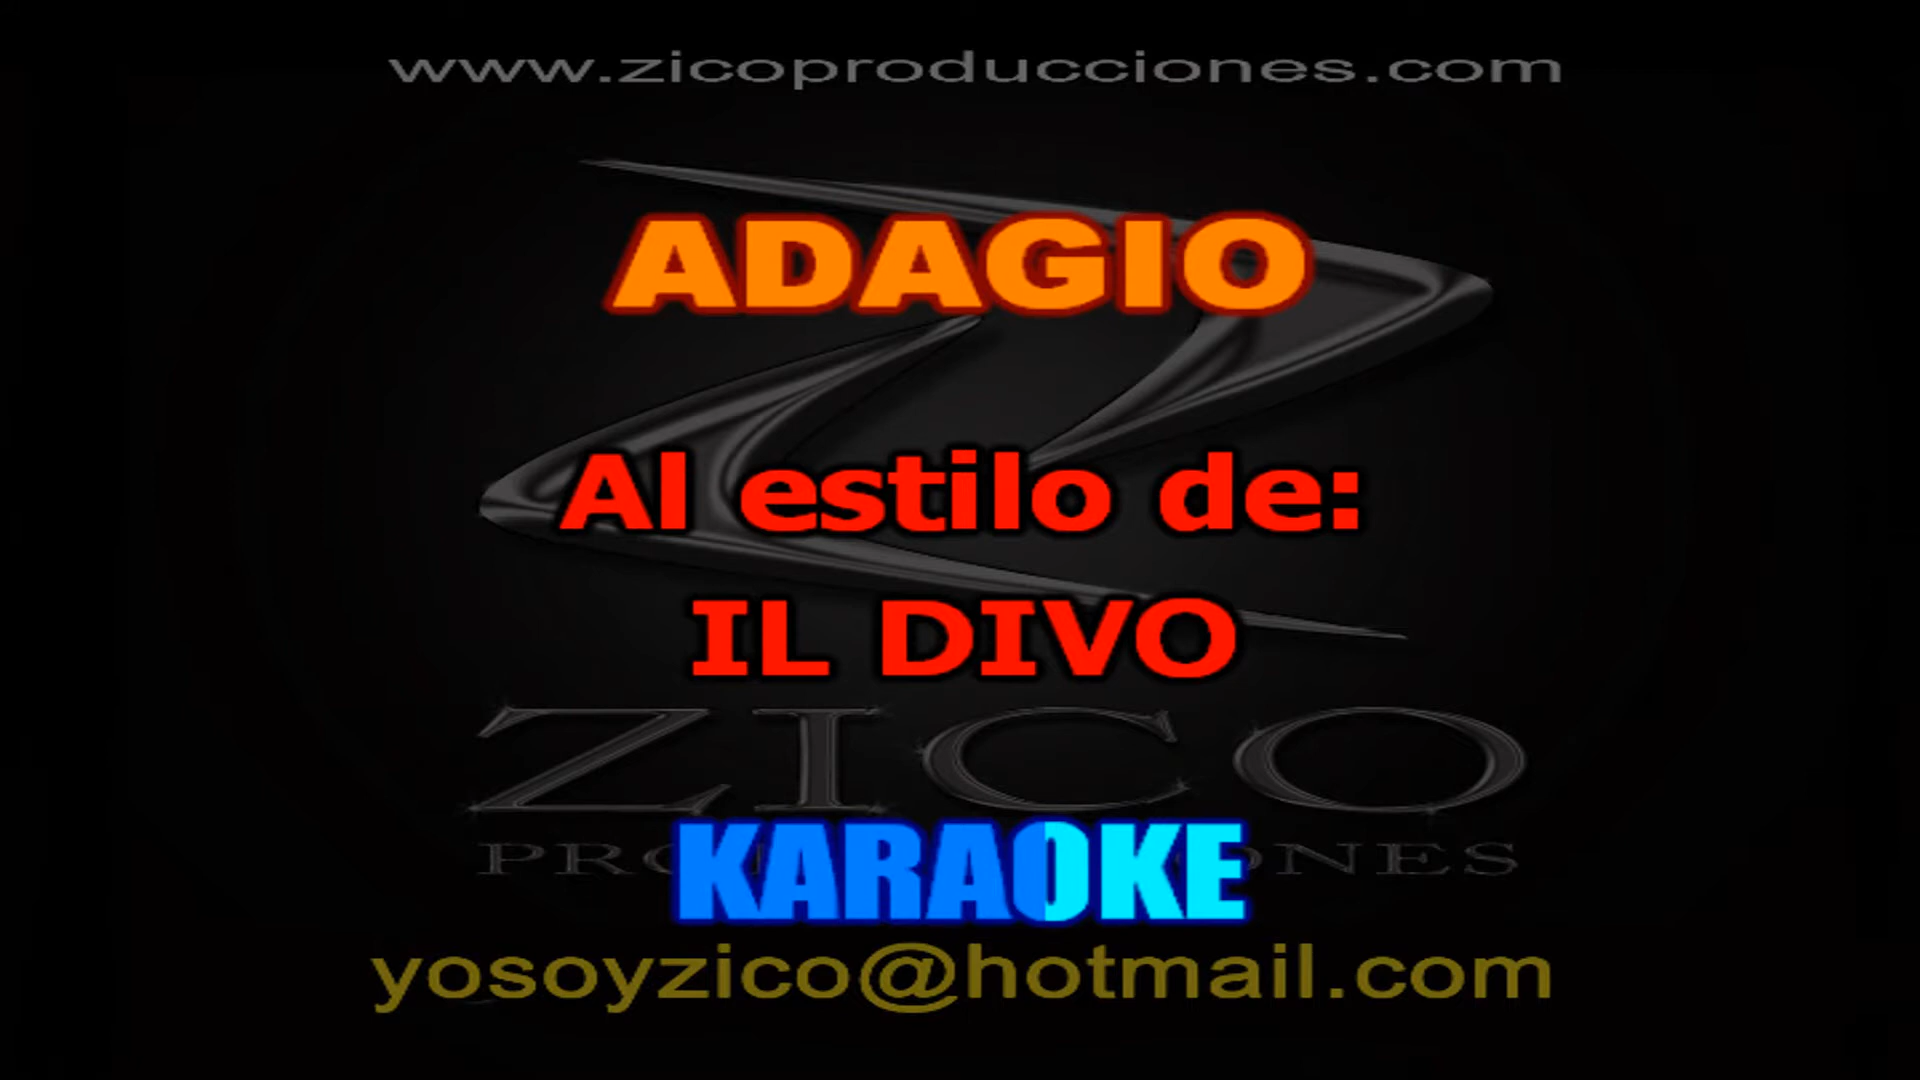 www.zicoproducciones.com
ADAGIO
Al estilo de:
IL DIVO
ZICO
KARAOKE
yosoyzico@hotmail.com